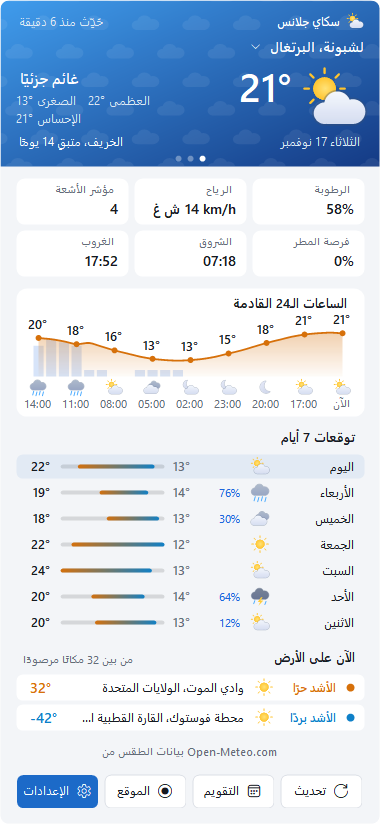 سكاي جلانس
حُدّث منذ 6 دقيقة
لشبونة، البرتغال
21°
غائم جزئيًا
العظمى 22° الصغرى 13°
الإحساس 21°
الثلاثاء 17 نوفمبر
الخريف، متبقٍ 14 يومًا
الرطوبة
58%
الرياح
14 km/h ش غ
مؤشر الأشعة
4
فرصة المطر
0%
الشروق
07:18
الغروب
17:52
الساعات الـ24 القادمة
21° 21° 18° 15° 13° 13° 16° 18° 20°
الآن 17:00 20:00 23:00 02:00 05:00 08:00 11:00 14:00
توقعات 7 أيام
اليوم 13° 22°
الأربعاء 76% 14° 19°
الخميس 30% 13° 18°
الجمعة 12° 22°
السبت 13° 24°
الأحد 64% 14° 20°
الاثنين 12% 13° 20°
الآن على الأرض
من بين 32 مكانًا مرصودًا
الأشد حرًا وادي الموت، الولايات المتحدة 32°
الأشد بردًا محطة فوستوك، القارة القطبية ا... -42°
بيانات الطقس من Open-Meteo.com
تحديث
التقويم
الموقع
الإعدادات